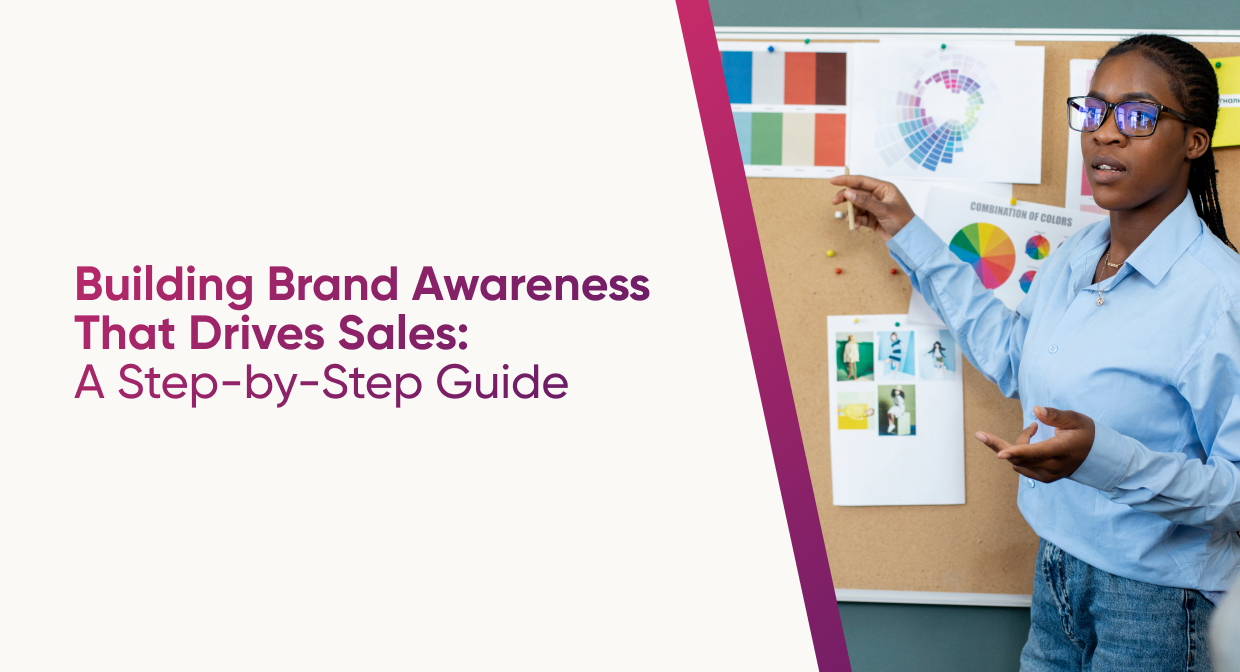 Building Brand Awareness
That Drives Sales:
A Step-by-Step Guide
COMBINATION OF COLORS